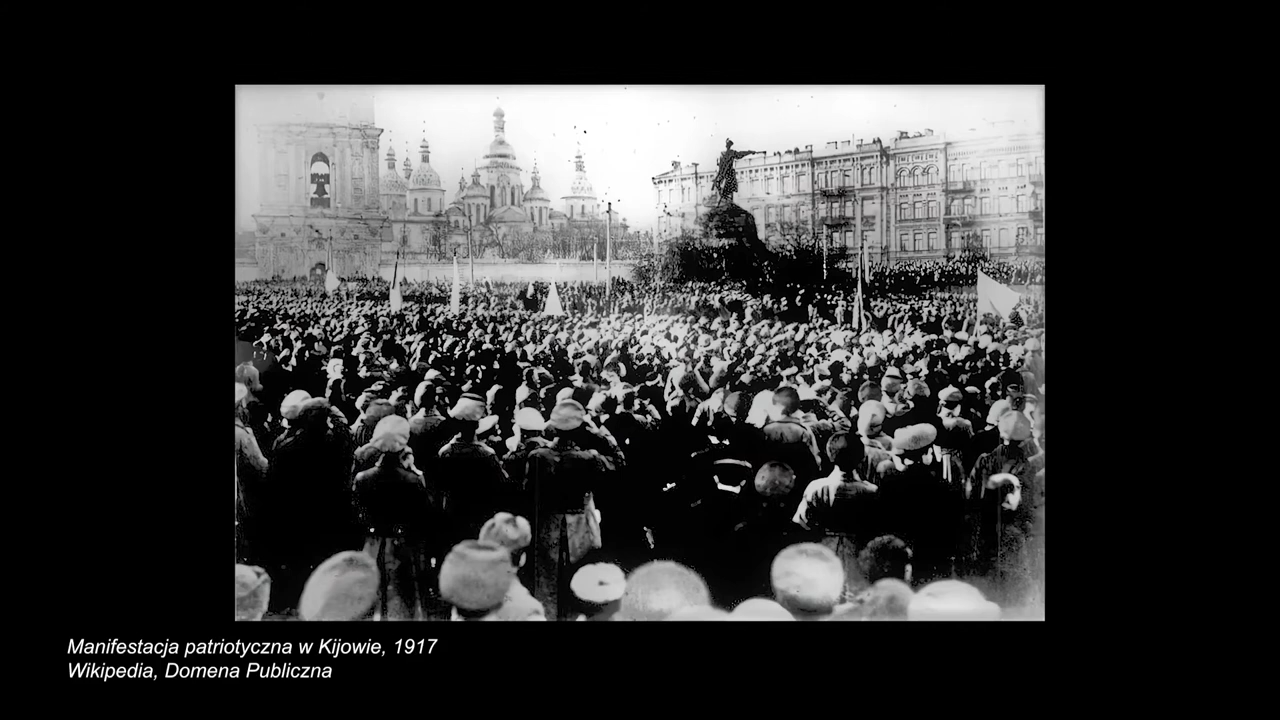 Manifestacja patriotyczna w Kijowie, 1917
Wikipedia, Domena Publiczna